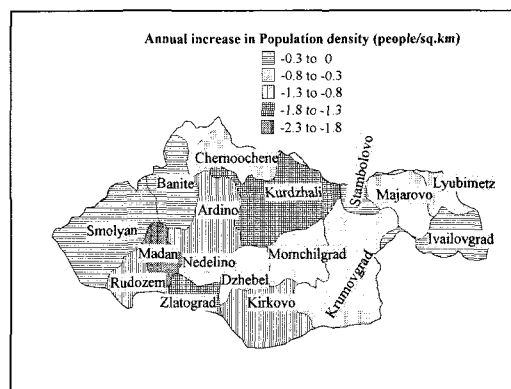 Annual increase in Population density (people/sq.km)
-0.3 to 0
-0.8 to -0.3
-1.3 to -0.8
-1.8 to -1.3
-2.3 to -1.8
Chernoochene
Stambolovo
Banite
Kurdzhali
Majarovo
Lyubimetz
Ardino
Smolyan
Ivailovgrad
Madan
Nedelino
Momchilgrad
Krumovgrad
Rudozem
Dzhebel
Zlatograd
Kirkovo